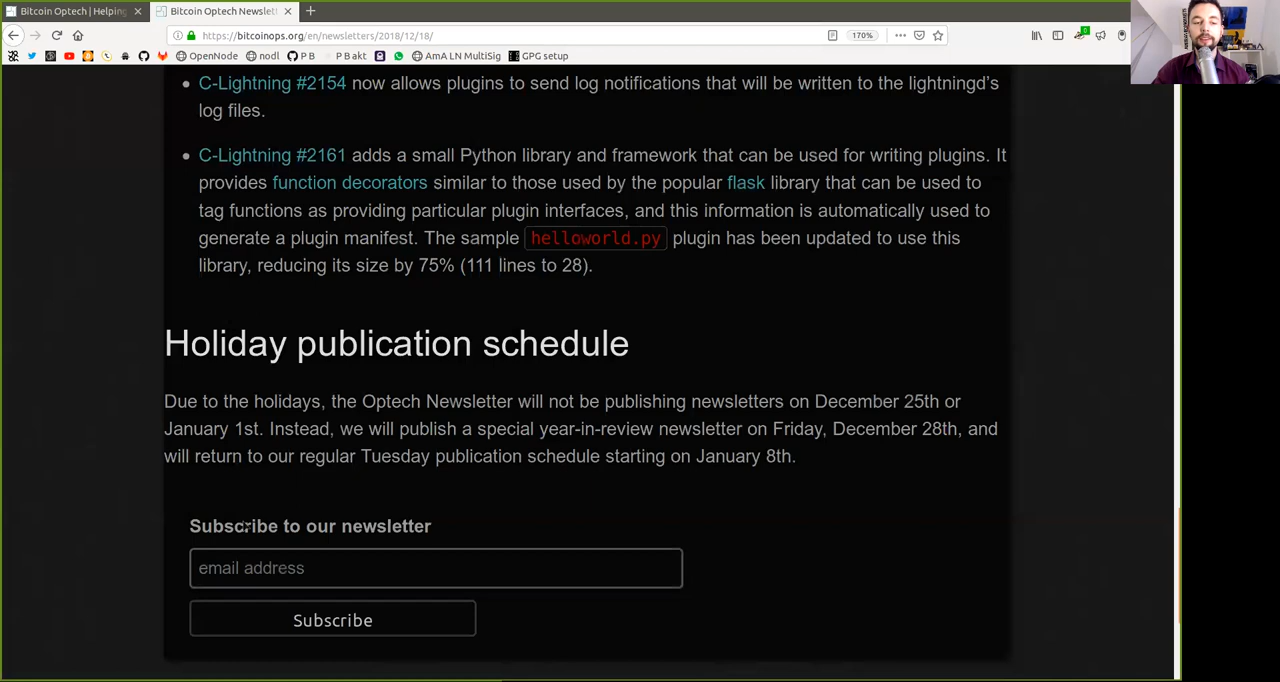 Bitcoin Optech | Helping
Bitcoin Optech Newslett
https://bitcoinops.org/en/newsletters/2018/12/18/
170%
OpenNode
nodl
P B
P Bakt
AmA LN MultiSig
GPG setup
C-Lightning #2154 now allows plugins to send log notifications that will be written to the lightningd's
log files.
C-Lightning #2161 adds a small Python library and framework that can be used for writing plugins. It
provides function decorators similar to those used by the popular flask library that can be used to
tag functions as providing particular plugin interfaces, and this information is automatically used to
generate a plugin manifest. The sample helloworld.py plugin has been updated to use this
library, reducing its size by 75% (111 lines to 28).
Holiday publication schedule
Due to the holidays, the Optech Newsletter will not be publishing newsletters on December 25th or
January 1st. Instead, we will publish a special year-in-review newsletter on Friday, December 28th, and
will return to our regular Tuesday publication schedule starting on January 8th.
Subscribe to our newsletter
email address
Subscribe